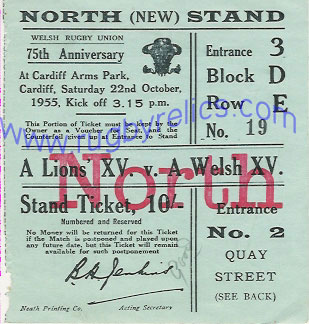 NORTH (NEW) STAND
WELSH RUGBY UNION
75th Anniversary
At Cardiff Arms Park,
Cardiff, Saturday 22nd October,
1955, Kick off 3.15 p.m.
Entrance 3
Block D
Row E
No. 19
This Portion of Ticket must be kept by the
Owner as a Voucher of Seat, and the
Counterfoil given up at Entrance to Stand
www.rugbyrelics.com
A Lions' XV. v. A Welsh XV.
North
Stand Ticket, 10/-
Numbered and Reserved
No Money will be returned for this Ticket
if the Match is postponed and played upon
any future date, but this Ticket will remain
available for such postponement
Neath Printing Co. Acting Secretary
Entrance
No. 2
QUAY
STREET
(SEE BACK)